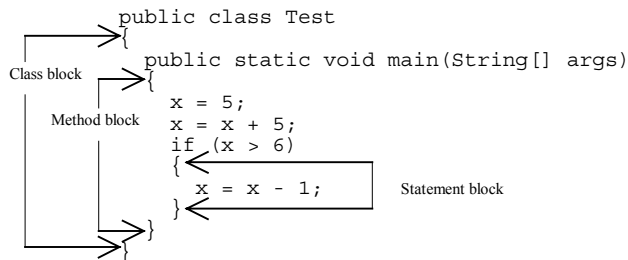 public class Test
{
Class block
public static void main(String[] args)
{
x = 5;
Method block
x = x + 5;
if (x > 6)
{
x = x - 1;
Statement block
}
}
}